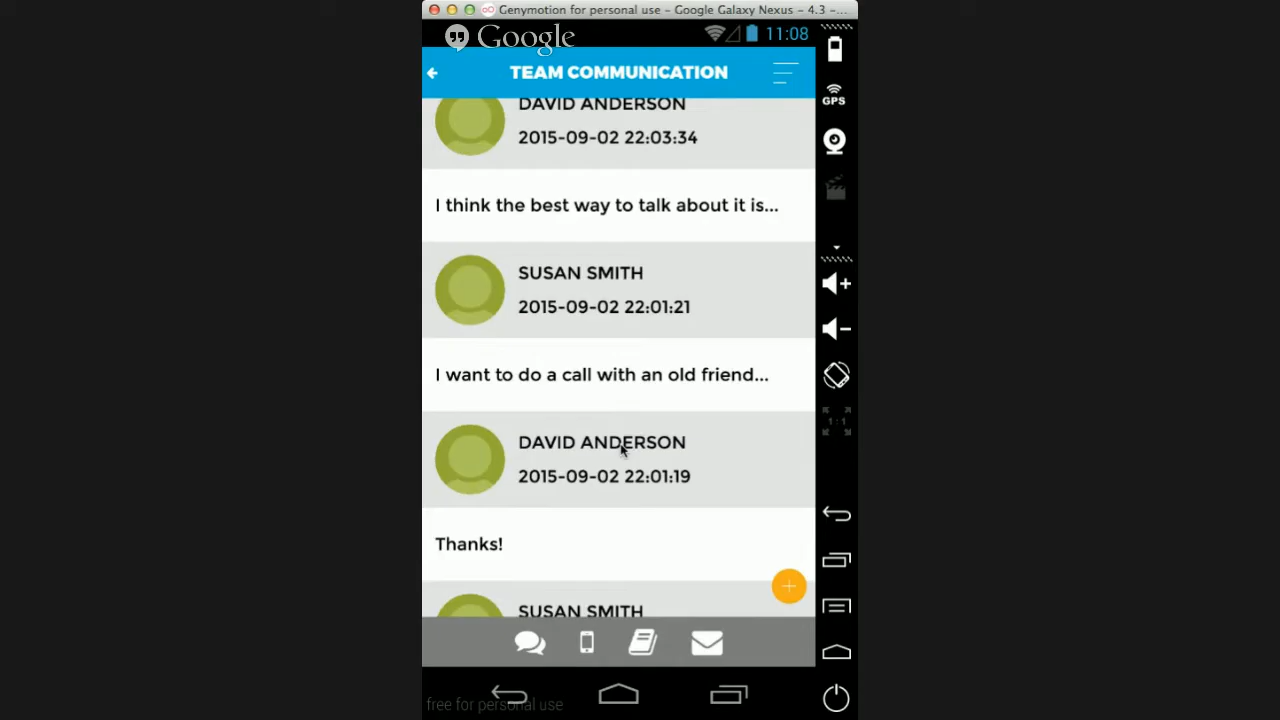 Genymotion for personal use - Google Galaxy Nexus - 4.3 -...
Google
11:08
TEAM COMMUNICATION
GPS
DAVID ANDERSON
2015-09-02 22:03:34
I think the best way to talk about it is...
SUSAN SMITH
2015-09-02 22:01:21
I want to do a call with an old friend...
1:1
DAVID ANDERSON
2015-09-02 22:01:19
Thanks!
SUSAN SMITH
free for personal use